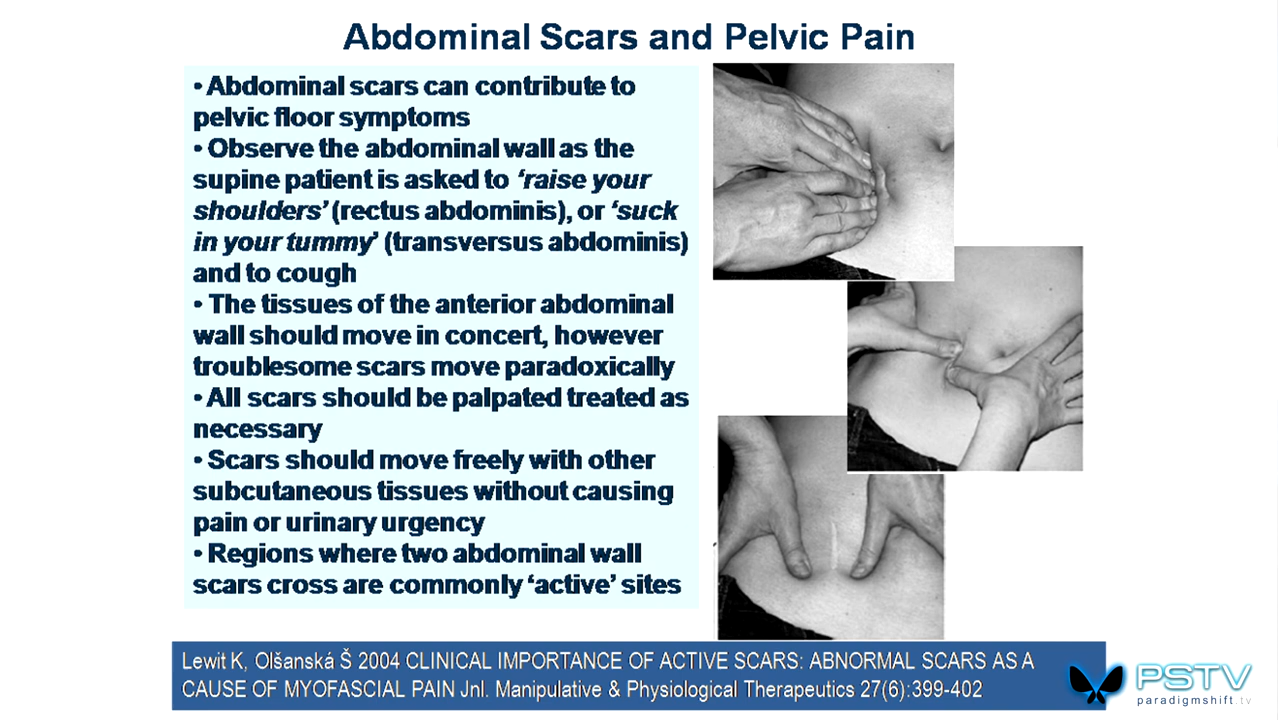 Abdominal Scars and Pelvic Pain
• Abdominal scars can contribute to
pelvic floor symptoms
• Observe the abdominal wall as the
supine patient is asked to ‘raise your
shoulders’ (rectus abdominis), or ‘suck
in your tummy’ (transversus abdominis)
and to cough
• The tissues of the anterior abdominal
wall should move in concert, however
troublesome scars move paradoxically
• All scars should be palpated treated as
necessary
• Scars should move freely with other
subcutaneous tissues without causing
pain or urinary urgency
• Regions where two abdominal wall
scars cross are commonly ‘active’ sites
Lewit K, Olšanská Š 2004 CLINICAL IMPORTANCE OF ACTIVE SCARS: ABNORMAL SCARS AS A
CAUSE OF MYOFASCIAL PAIN Jnl. Manipulative & Physiological Therapeutics 27(6):399-402
PSTV
paradigmshift.tv